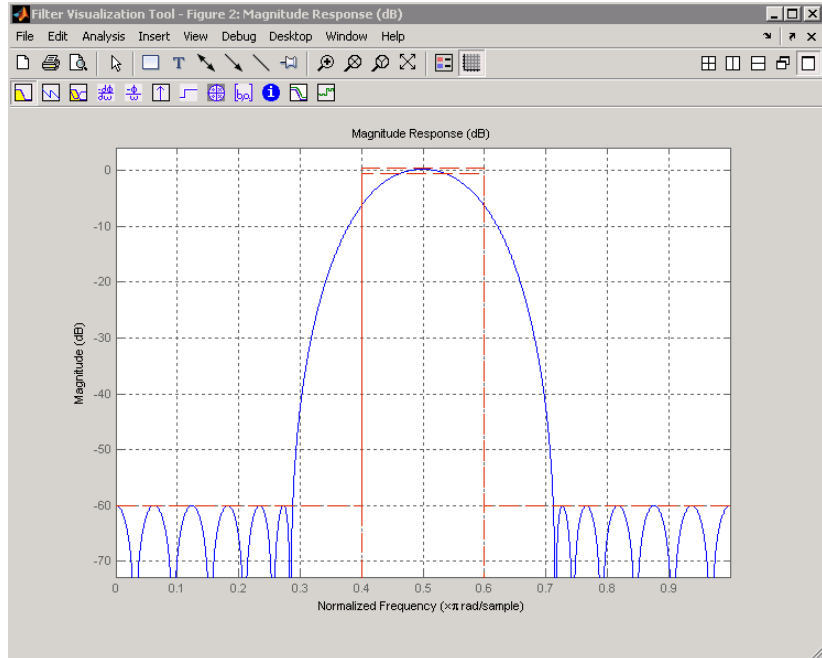 Filter Visualization Tool - Figure 2: Magnitude Response (dB)
File Edit Analysis Insert View Debug Desktop Window Help
T
[b,a] i
Magnitude Response (dB)
0
-10
-20
-30
-40
-50
-60
-70
Magnitude (dB)
0 0.1 0.2 0.3 0.4 0.5 0.6 0.7 0.8 0.9
Normalized Frequency (×π rad/sample)